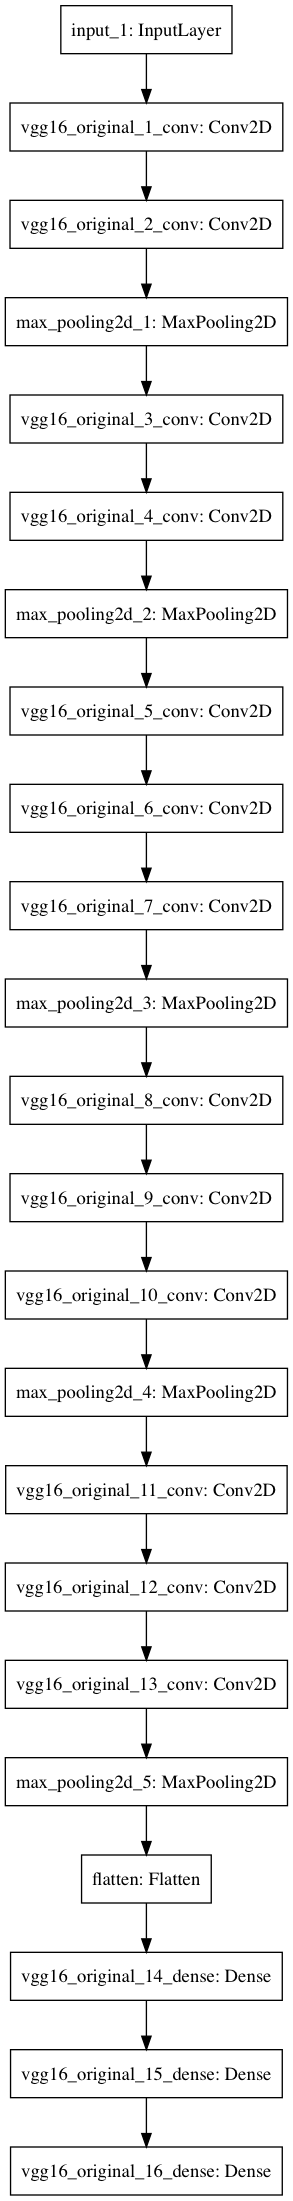 input_1: InputLayer
vgg16_original_1_conv: Conv2D
vgg16_original_2_conv: Conv2D
max_pooling2d_1: MaxPooling2D
vgg16_original_3_conv: Conv2D
vgg16_original_4_conv: Conv2D
max_pooling2d_2: MaxPooling2D
vgg16_original_5_conv: Conv2D
vgg16_original_6_conv: Conv2D
vgg16_original_7_conv: Conv2D
max_pooling2d_3: MaxPooling2D
vgg16_original_8_conv: Conv2D
vgg16_original_9_conv: Conv2D
vgg16_original_10_conv: Conv2D
max_pooling2d_4: MaxPooling2D
vgg16_original_11_conv: Conv2D
vgg16_original_12_conv: Conv2D
vgg16_original_13_conv: Conv2D
max_pooling2d_5: MaxPooling2D
flatten: Flatten
vgg16_original_14_dense: Dense
vgg16_original_15_dense: Dense
vgg16_original_16_dense: Dense